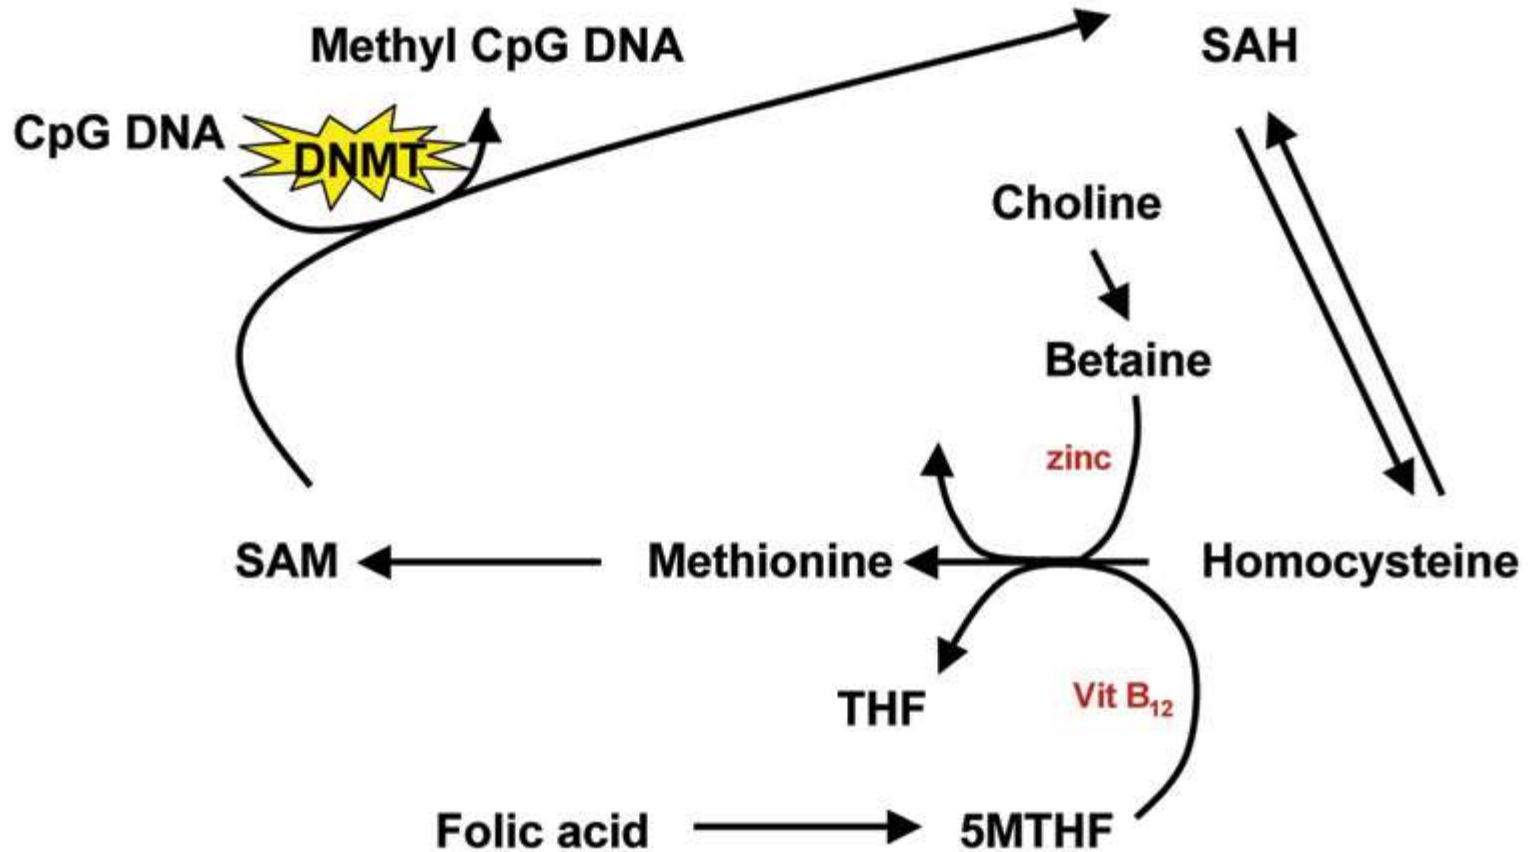 Methyl CpG DNA
SAH
CpG DNA
DNMT
Choline
Betaine
zinc
SAM
Methionine
Homocysteine
THF
Vit B₁₂
Folic acid
5MTHF